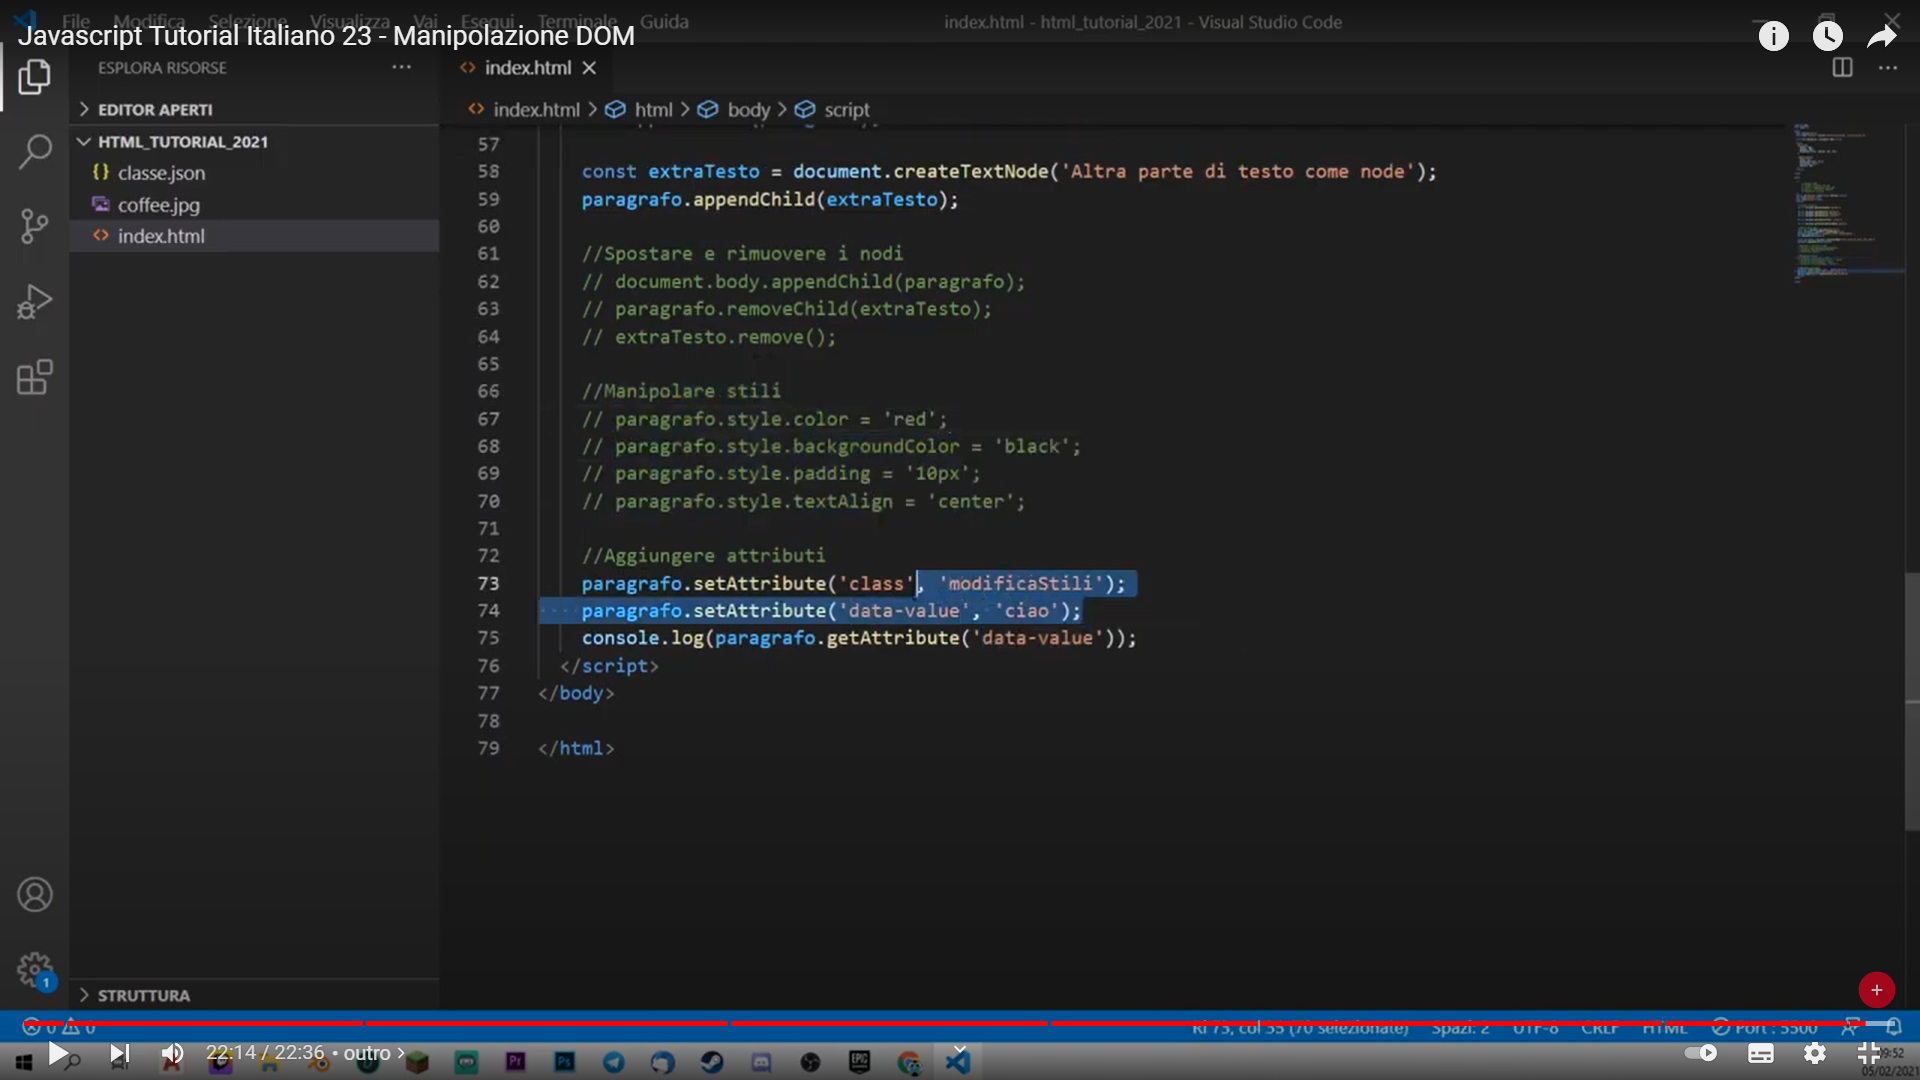 File Modifica Selezione Visualizza Vai Esegui Terminale Guida
index.html - html_tutorial_2021 - Visual Studio Code
Javascript Tutorial Italiano 23 - Manipolazione DOM
ESPLORA RISORSE
index.html
EDITOR APERTI
index.html > html > body > script
HTML_TUTORIAL_2021
classe.json
coffee.jpg
index.html
57
58 const extraTesto = document.createTextNode('Altra parte di testo come node');
59 paragrafo.appendChild(extraTesto);
60
61 //Spostare e rimuovere i nodi
62 // document.body.appendChild(paragrafo);
63 // paragrafo.removeChild(extraTesto);
64 // extraTesto.remove();
65
66 //Manipolare stili
67 // paragrafo.style.color = 'red';
68 // paragrafo.style.backgroundColor = 'black';
69 // paragrafo.style.padding = '10px';
70 // paragrafo.style.textAlign = 'center';
71
72 //Aggiungere attributi
73 paragrafo.setAttribute('class', 'modificaStili');
74 paragrafo.setAttribute('data-value', 'ciao');
75 console.log(paragrafo.getAttribute('data-value'));
76 </script>
77 </body>
78
79 </html>
1
STRUTTURA
0 0
Ri 73, col 35 (70 selezionate) Spazi: 2 UTF-8 CRLF HTML Port : 5500
22:14 / 22:36 • outro >
Pr
Ps
EPIC
09:52
05/02/2021